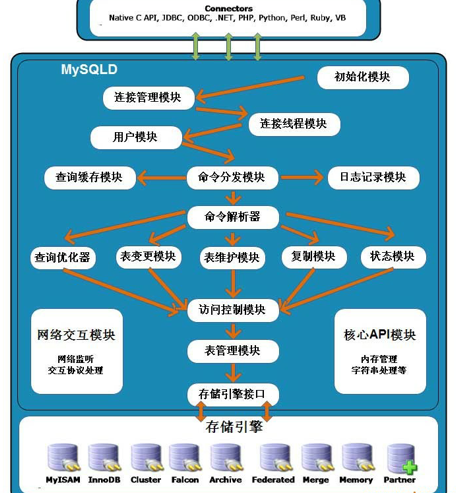 Connectors
Native C API, JDBC, ODBC, .NET, PHP, Python, Perl, Ruby, VB
MySQLD
初始化模块
连接管理模块
连接线程模块
用户模块
查询缓存模块
命令分发模块
日志记录模块
命令解析器
查询优化器
表变更模块
表维护模块
复制模块
状态模块
访问控制模块
网络交互模块
网络监听
交互协议处理
核心API模块
内存管理
字符串处理等
表管理模块
存储引擎接口
存储引擎
MyISAM
InnoDB
Cluster
Falcon
Archive
Federated
Merge
Memory
Partner